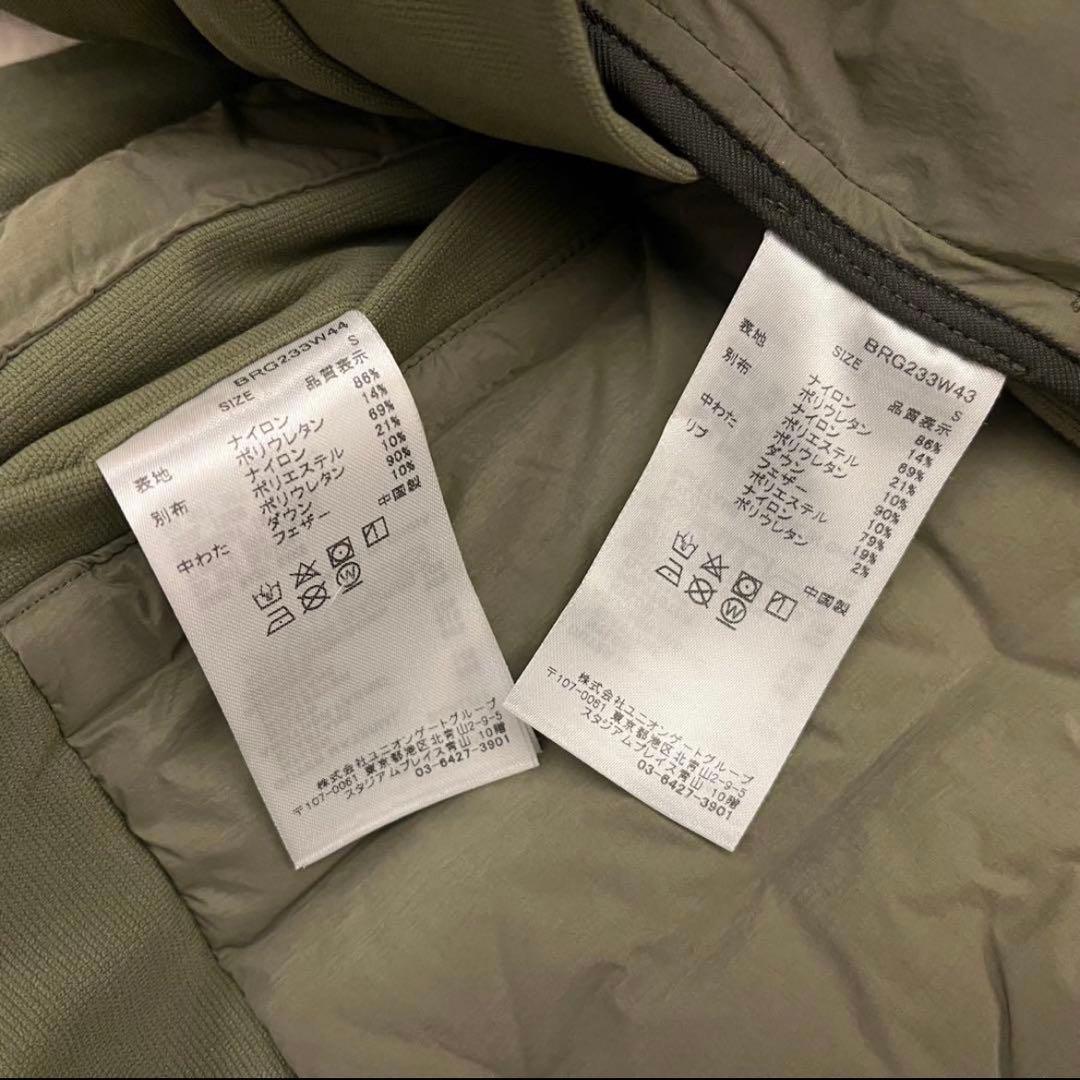 BRG233W44
SIZE S
品質表示
表地 ナイロン 86%
ポリウレタン 14%
別布 ナイロン 69%
ポリエステル 21%
ポリウレタン 10%
中わた ダウン 90%
フェザー 10%
中国製
W
株式会社ユニオンゲートグループ
〒107-0061 東京都港区北青山2-9-5
スタジアムプレイス青山 10階
03-6427-3901
BRG233W43
SIZE S
品質表示
表地 ナイロン 86%
ポリウレタン 14%
別布 ナイロン 69%
ポリエステル 21%
ポリウレタン 10%
中わた ダウン 90%
フェザー 10%
リブ ポリエステル 79%
ナイロン 19%
ポリウレタン 2%
中国製
W
株式会社ユニオンゲートグループ
〒107-0061 東京都港区北青山2-9-5
スタジアムプレイス青山 10階
03-6427-3901